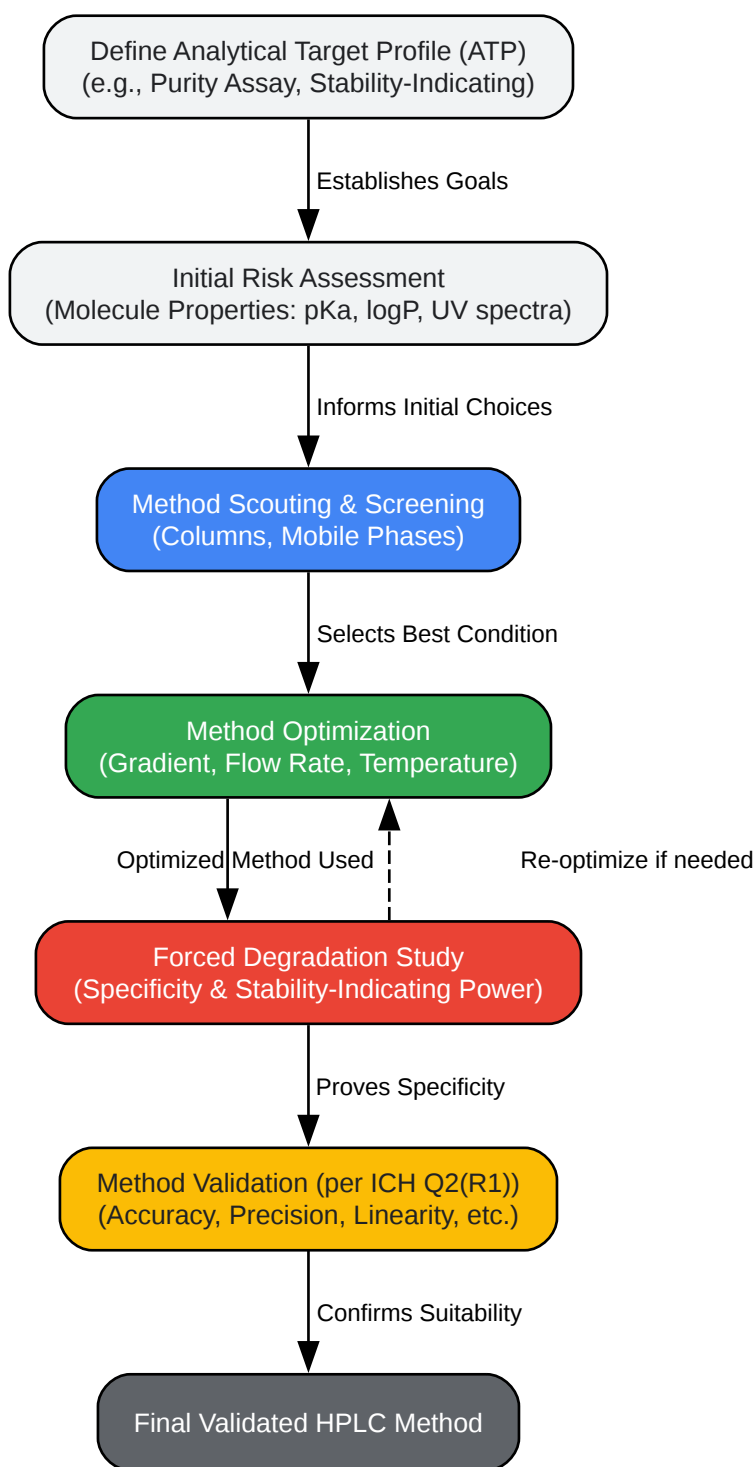 Define Analytical Target Profile (ATP)
(e.g., Purity Assay, Stability-Indicating)
Establishes Goals
Initial Risk Assessment
(Molecule Properties: pKa, logP, UV spectra)
Informs Initial Choices
Method Scouting & Screening
(Columns, Mobile Phases)
Selects Best Condition
Method Optimization
(Gradient, Flow Rate, Temperature)
Optimized Method Used
Re-optimize if needed
Forced Degradation Study
(Specificity & Stability-Indicating Power)
Proves Specificity
Method Validation (per ICH Q2(R1))
(Accuracy, Precision, Linearity, etc.)
Confirms Suitability
Final Validated HPLC Method